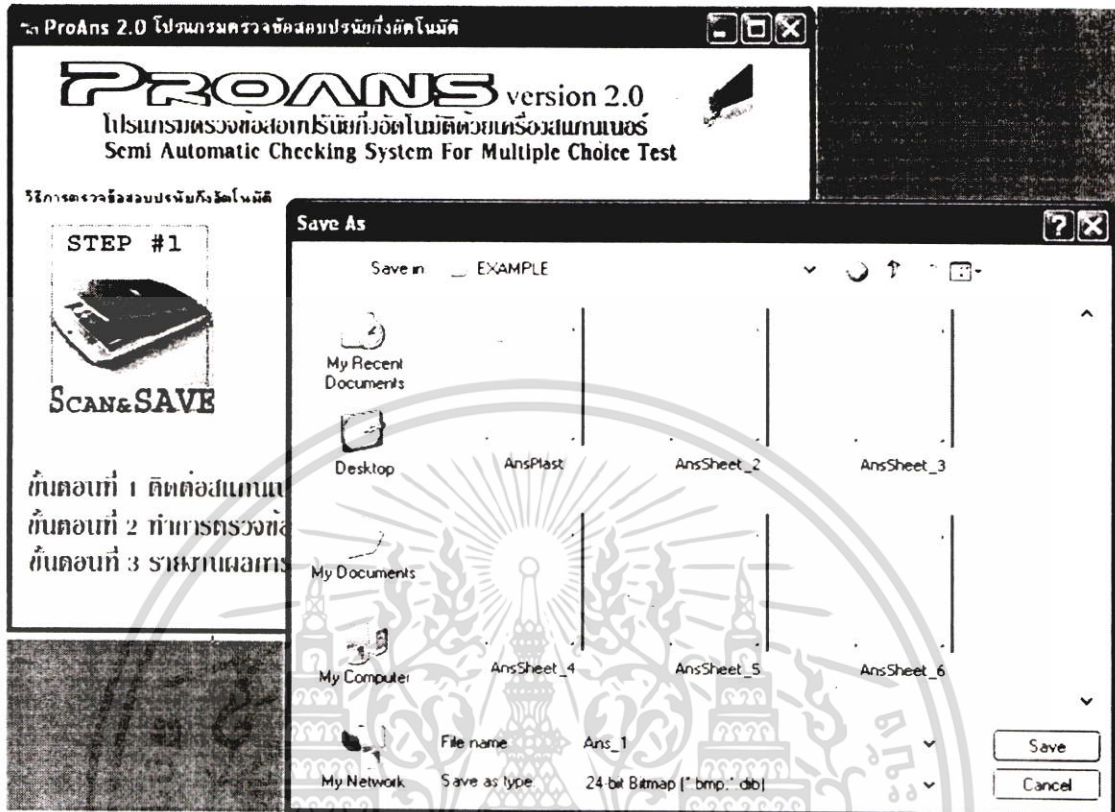 ProAns 2.0 โปรแกรมตรวจข้อสอบปรนัยกึ่งอัตโนมัติ
PROANS version 2.0
โปรแกรมตรวจข้อสอบปรนัยกึ่งอัตโนมัติด้วยเครื่องสแกนเนอร์
Semi Automatic Checking System For Multiple Choice Test
วิธีการตรวจข้อสอบปรนัยกึ่งอัตโนมัติ
STEP #1
SCAN&SAVE
ขั้นตอนที่ 1 ติดต่อสแกนเน
ขั้นตอนที่ 2 ทำการตรวจข้อ
ขั้นตอนที่ 3 รายงานผลการ
Save As
Save in EXAMPLE
My Recent Documents
Desktop
My Documents
My Computer
My Network
AnsPlast AnsSheet_2 AnsSheet_3
AnsSheet_4 AnsSheet_5 AnsSheet_6
File name Ans_1 Save
Save as type 24-bit Bitmap (*.bmp;*.dib) Cancel